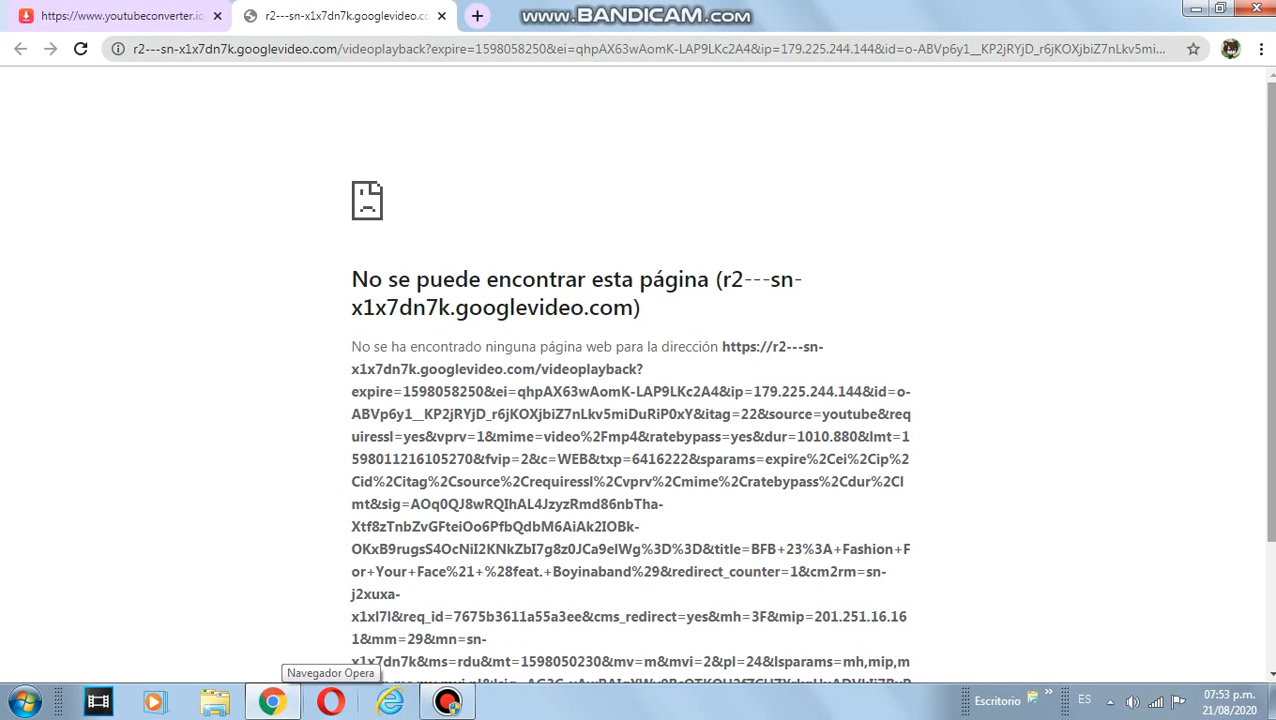 https://www.youtubeconverter.ic
r2---sn-x1x7dn7k.googlevideo.co
www.BANDICAM.com
r2---sn-x1x7dn7k.googlevideo.com/videoplayback?expire=1598058250&ei=qhpAX63wAomK-LAP9LKc2A4&ip=179.225.244.144&id=o-ABVp6y1__KP2jRYjD_r6jKOXjbiZ7nLkv5mi...
No se puede encontrar esta página (r2---sn-
x1x7dn7k.googlevideo.com)
No se ha encontrado ninguna página web para la dirección https://r2---sn-
x1x7dn7k.googlevideo.com/videoplayback?
expire=1598058250&ei=qhpAX63wAomK-LAP9LKc2A4&ip=179.225.244.144&id=o-
ABVp6y1__KP2jRYjD_r6jKOXjbiZ7nLkv5miDuRiP0xY&itag=22&source=youtube&req
uiressl=yes&vprv=1&mime=video%2Fmp4&ratebypass=yes&dur=1010.880&lmt=1
598011216105270&fvip=2&c=WEB&txp=6416222&sparams=expire%2Cei%2Cip%2
Cid%2Citag%2Csource%2Crequiressl%2Cvprv%2Cmime%2Cratebypass%2Cdur%2Cl
mt&sig=AOq0QJ8wRQIhAL4JzyzRmd86nbTha-
Xtf8zTnbZvGFteiOo6PfbQdbM6AiAk2IOBk-
OKxB9rugsS4OcNiI2KNkZbI7g8z0JCa9elWg%3D%3D&title=BFB+23%3A+Fashion+F
or+Your+Face%21+%28feat.+Boyinaband%29&redirect_counter=1&cm2rm=sn-
j2xuxa-
x1xl7l&req_id=7675b3611a55a3ee&cms_redirect=yes&mh=3F&mip=201.251.16.16
1&mm=29&mn=sn-
x1x7dn7k&ms=rdu&mt=1598050230&mv=m&mvi=2&pl=24&lsparams=mh,mip,m
Navegador Opera
Escritorio
ES
07:53 p.m.
21/08/2020